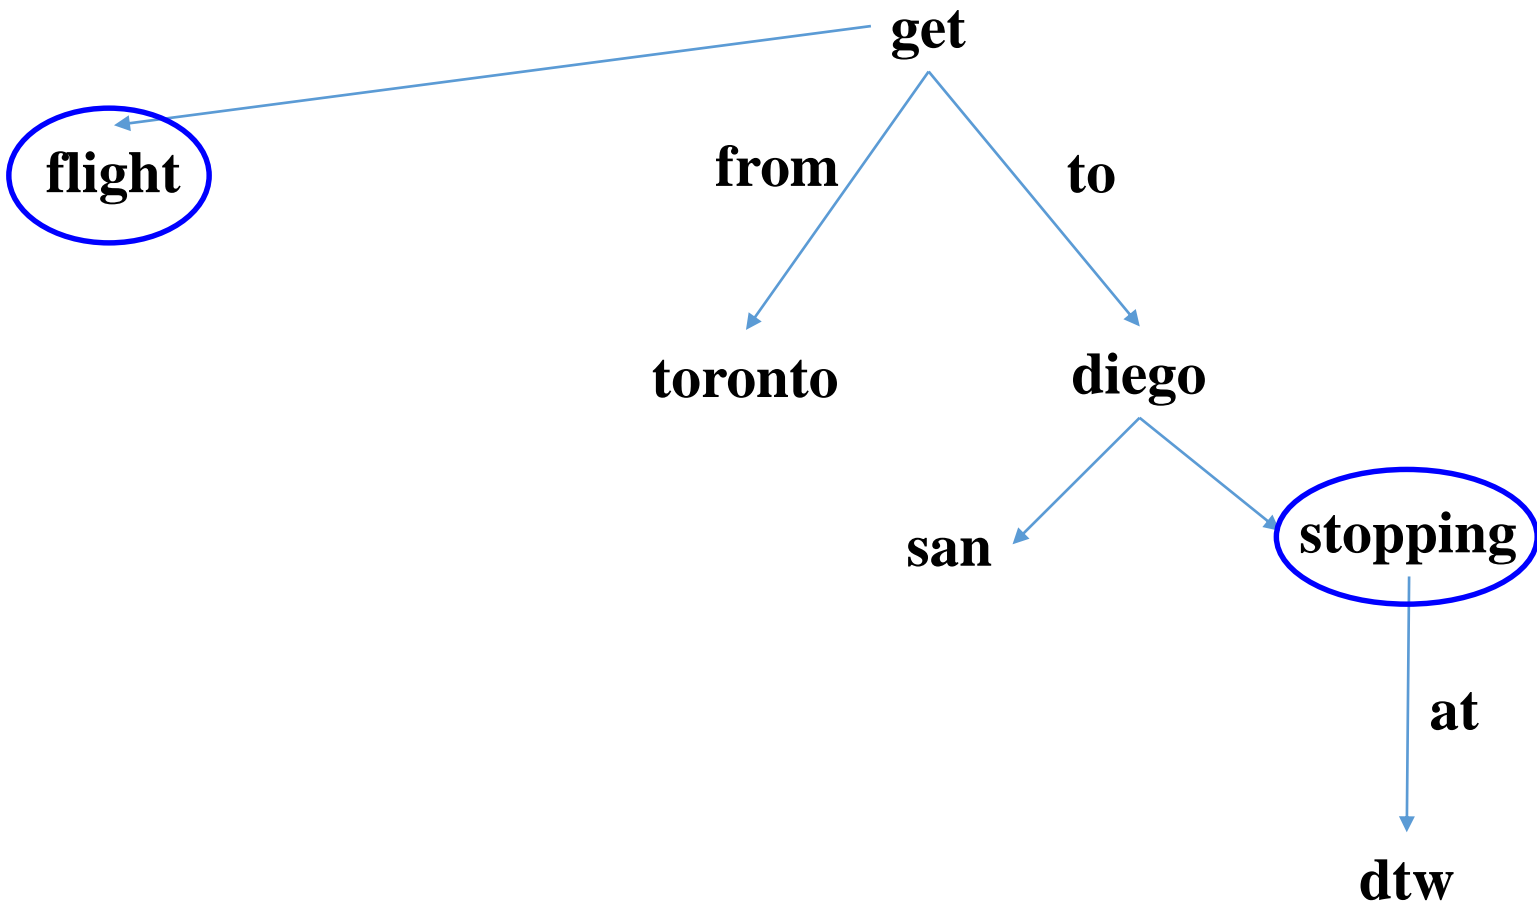 get
flight
from
to
toronto
diego
san
stopping
at
dtw